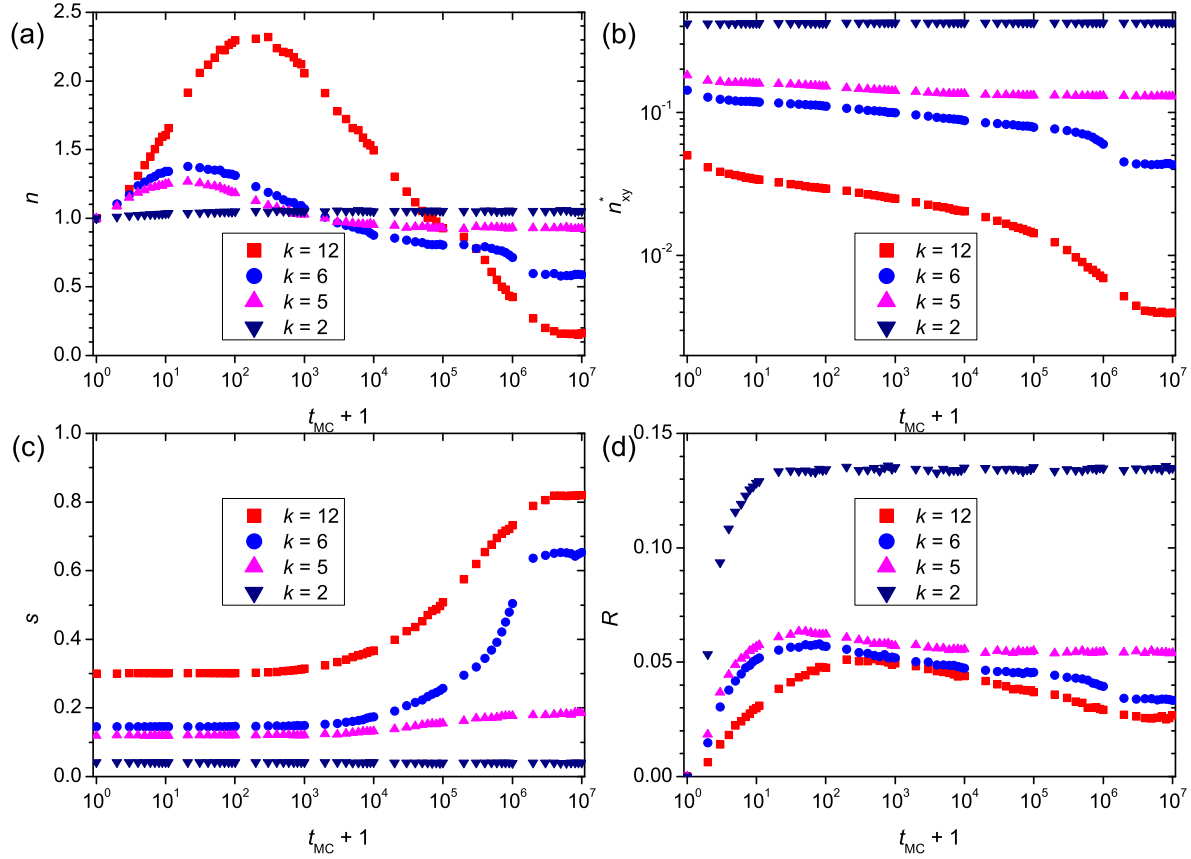 (a)
2.5
2.0
1.5
1.0
0.5
0.0
n
k = 12
k = 6
k = 5
k = 2
10^0 10^1 10^2 10^3 10^4 10^5 10^6 10^7
t_MC + 1
(b)
10^-1
10^-2
n*_xy
k = 12
k = 6
k = 5
k = 2
10^0 10^1 10^2 10^3 10^4 10^5 10^6 10^7
t_MC + 1
(c)
1.0
0.8
0.6
0.4
0.2
0.0
s
k = 12
k = 6
k = 5
k = 2
10^0 10^1 10^2 10^3 10^4 10^5 10^6 10^7
t_MC + 1
(d)
0.15
0.10
0.05
0.00
R
k = 12
k = 6
k = 5
k = 2
10^0 10^1 10^2 10^3 10^4 10^5 10^6 10^7
t_MC + 1